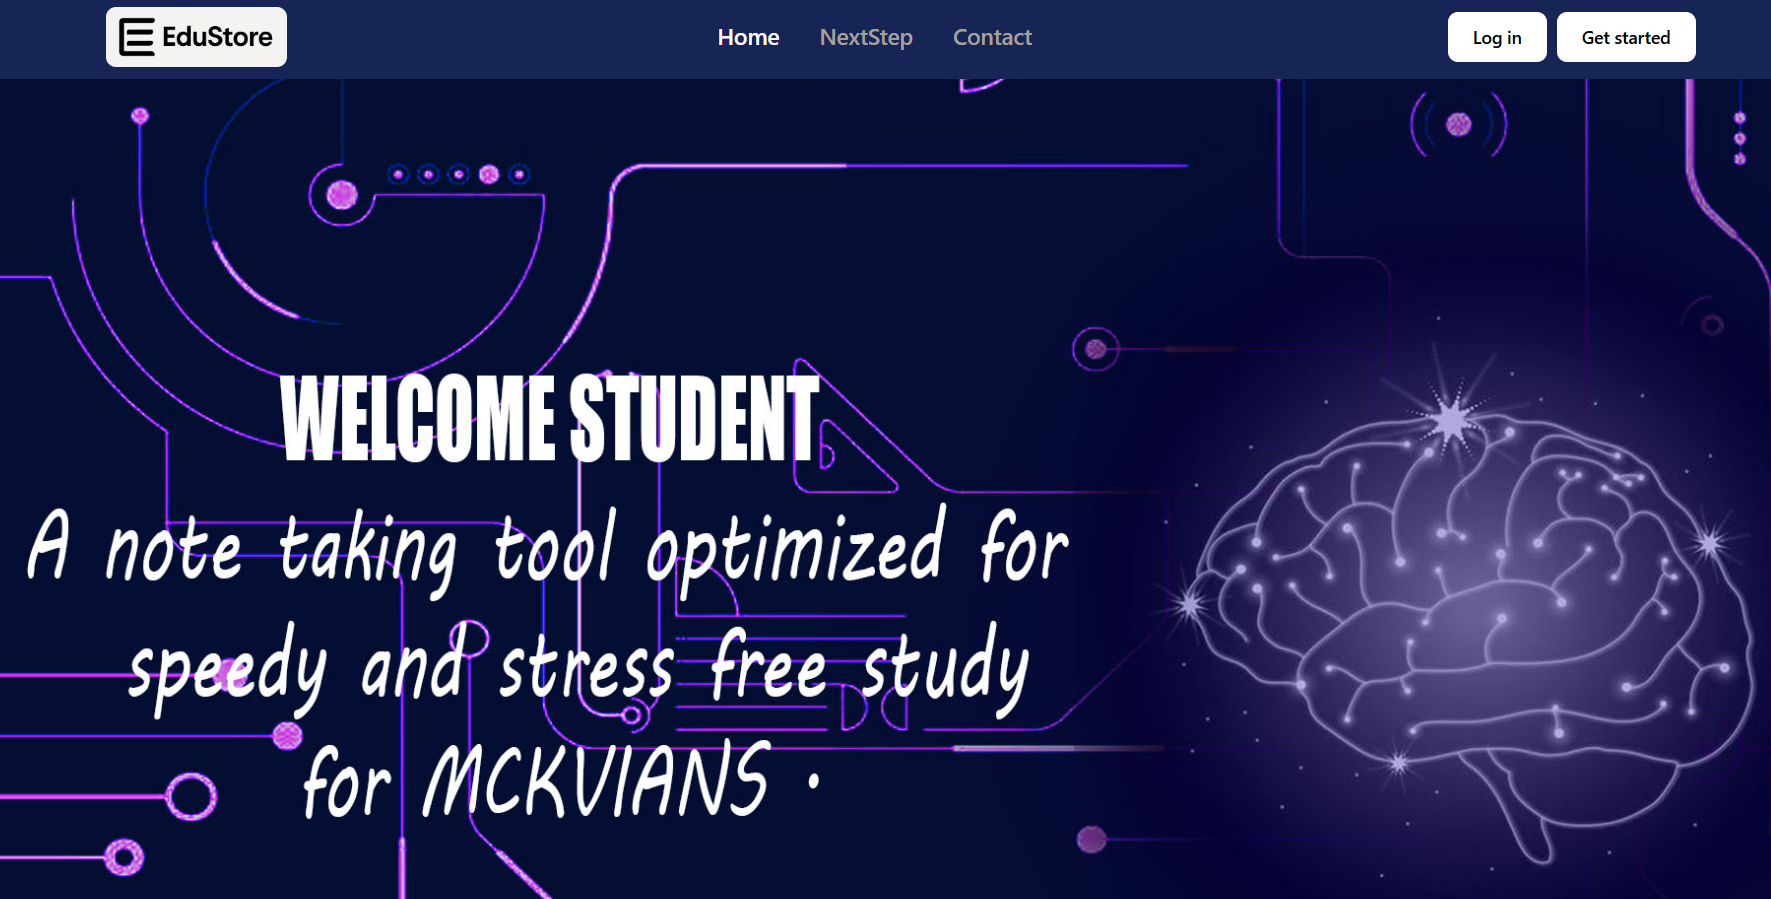 EduStore
Home NextStep Contact
Log in Get started
WELCOME STUDENT
A note taking tool optimized for
speedy and stress free study
for MCKVIANS .